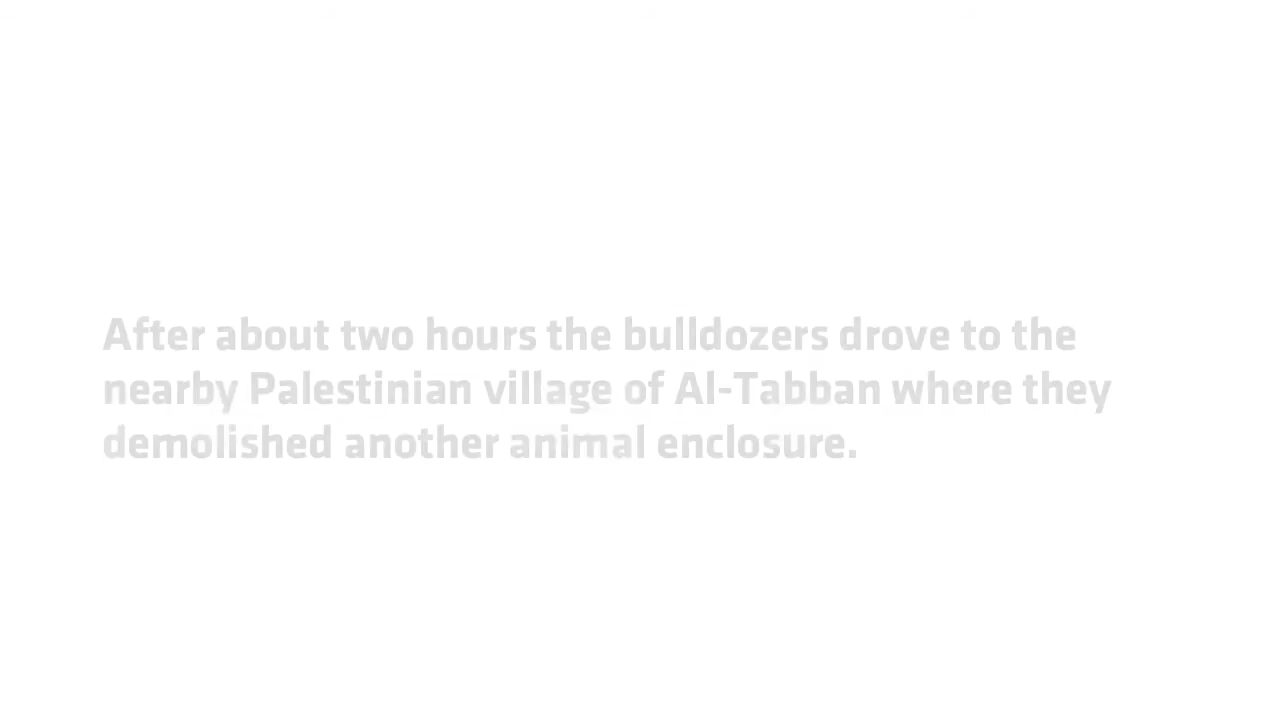 After about two hours the bulldozers drove to the
nearby Palestinian village of Al-Tabban where they
demolished another animal enclosure.